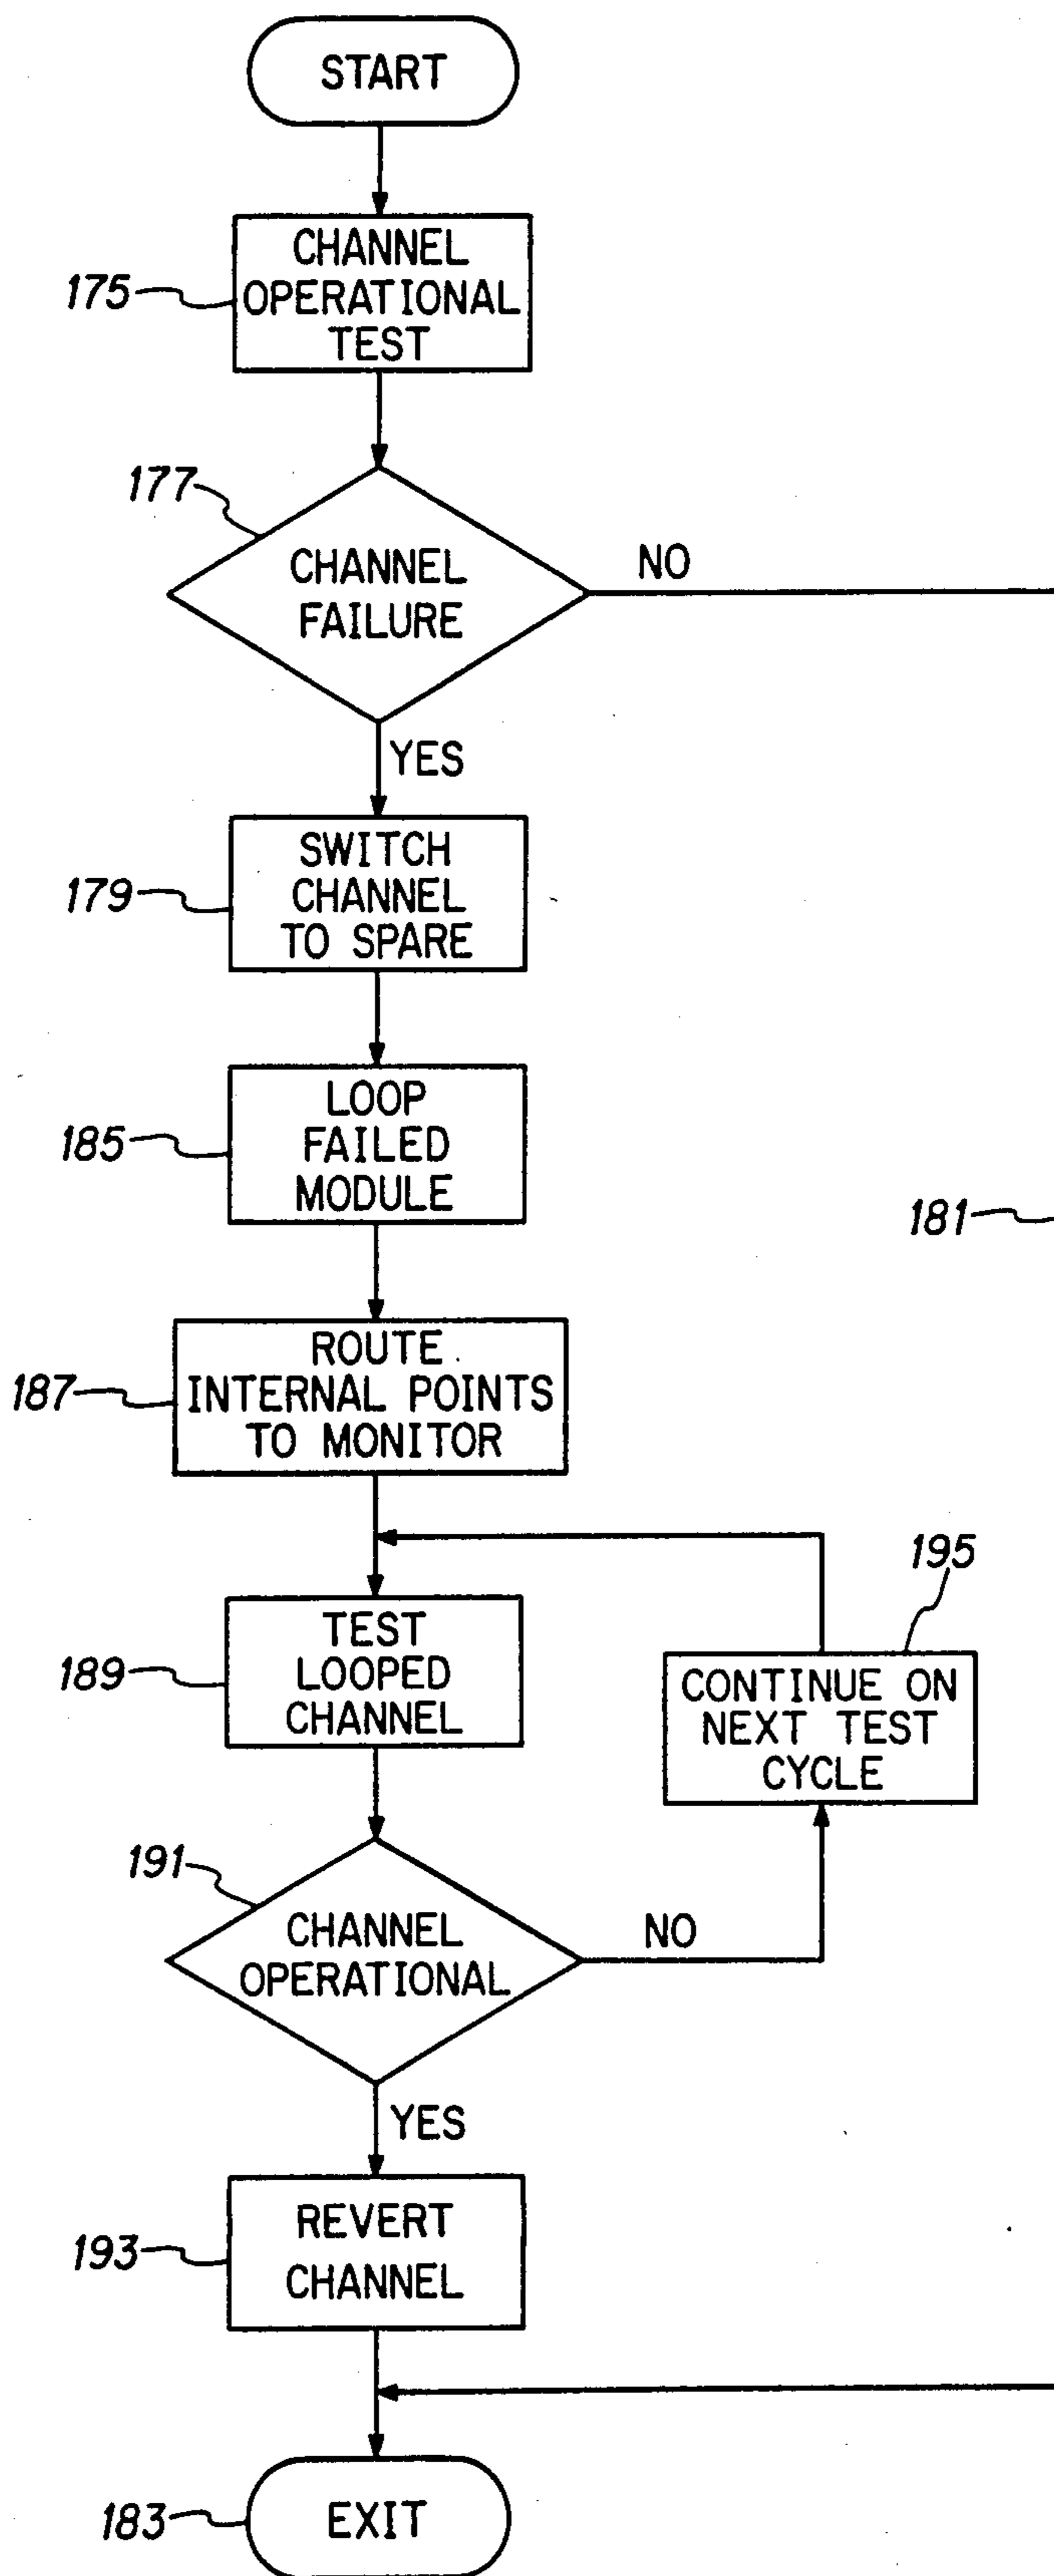 START
CHANNEL
175
OPERATIONAL
TEST
177
CHANNEL
FAILURE
NO
YES
SWITCH
179
CHANNEL
TO SPARE
LOOP
185
FAILED
MODULE
181
ROUTE
187
INTERNAL POINTS
TO MONITOR
195
TEST
189
LOOPED
CHANNEL
CONTINUE ON
NEXT TEST
CYCLE
191
CHANNEL
OPERATIONAL
NO
YES
193
REVERT
CHANNEL
183
EXIT